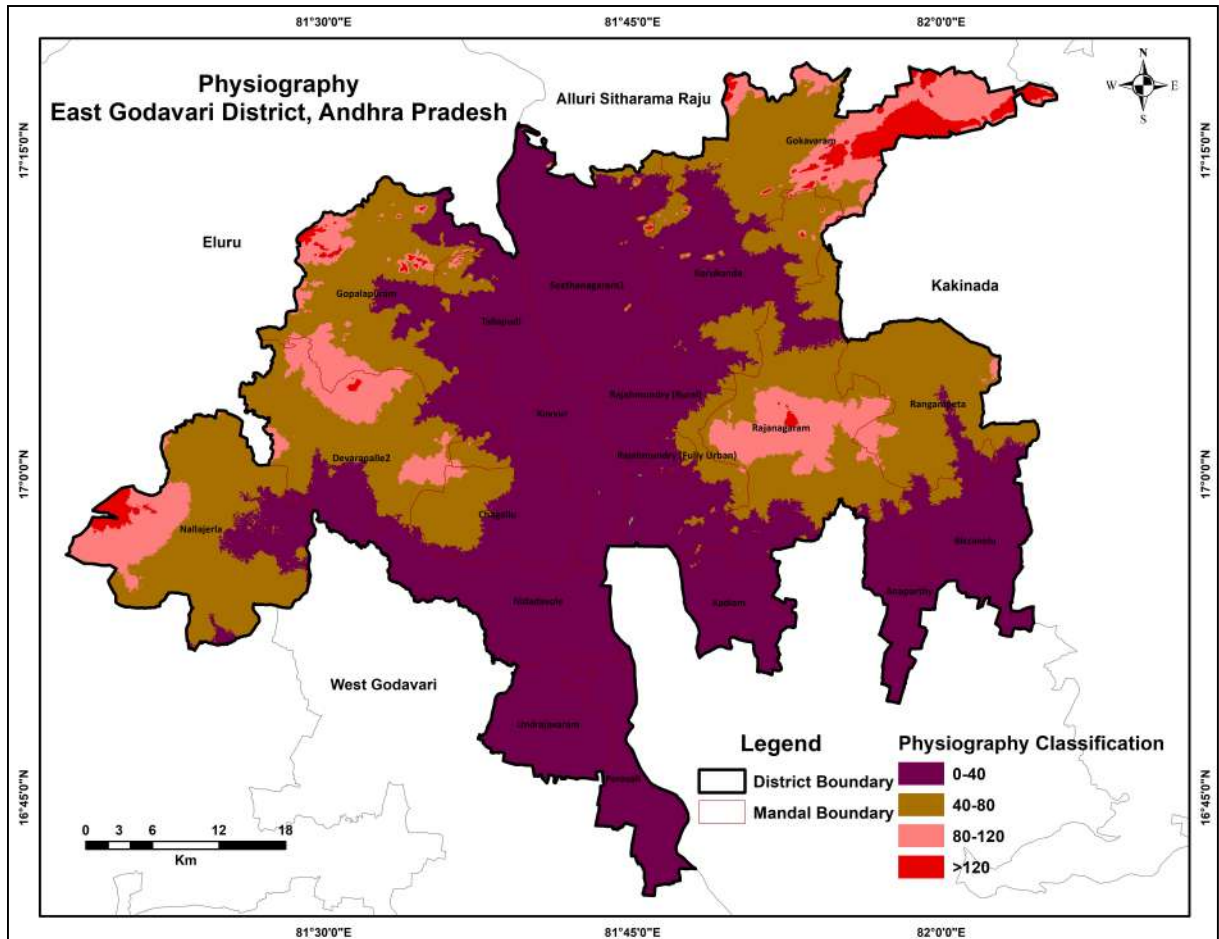 81°30'0"E
81°45'0"E
82°0'0"E
Physiography
East Godavari District, Andhra Pradesh
Alluri Sitharama Raju
N
W
E
S
17°15'0"N
Gokavaram
17°15'0"N
Eluru
Korukonda
Kakinada
Seethanagaram1
Gopalapuram
Tallapudi
Rajahmundry (Rural)
Rangampeta
Kovvur
Rajanagaram
Devarapalle2
Rajahmundry (Fully Urban)
17°0'0"N
17°0'0"N
Chagallu
Nallajerla
Biccavolu
Anaparthy
Nidadavole
Kadiam
West Godavari
Undrajavaram
Legend
Physiography Classification
District Boundary
0-40
Peravali
Mandal Boundary
40-80
80-120
>120
16°45'0"N
16°45'0"N
0 3 6 12 18
Km
81°30'0"E
81°45'0"E
82°0'0"E